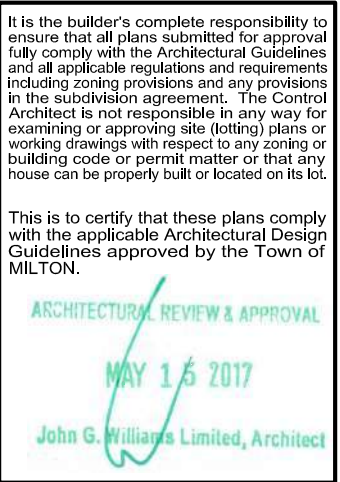 It is the builder's complete responsibility to
ensure that all plans submitted for approval
fully comply with the Architectural Guidelines
and all applicable regulations and requirements
including zoning provisions and any provisions
in the subdivision agreement. The Control
Architect is not responsible in any way for
examining or approving site (lotting) plans or
working drawings with respect to any zoning or
building code or permit matter or that any
house can be properly built or located on its lot.
This is to certify that these plans comply
with the applicable Architectural Design
Guidelines approved by the Town of
MILTON.
ARCHITECTURAL REVIEW & APPROVAL
MAY 15 2017
John G. Williams Limited, Architect